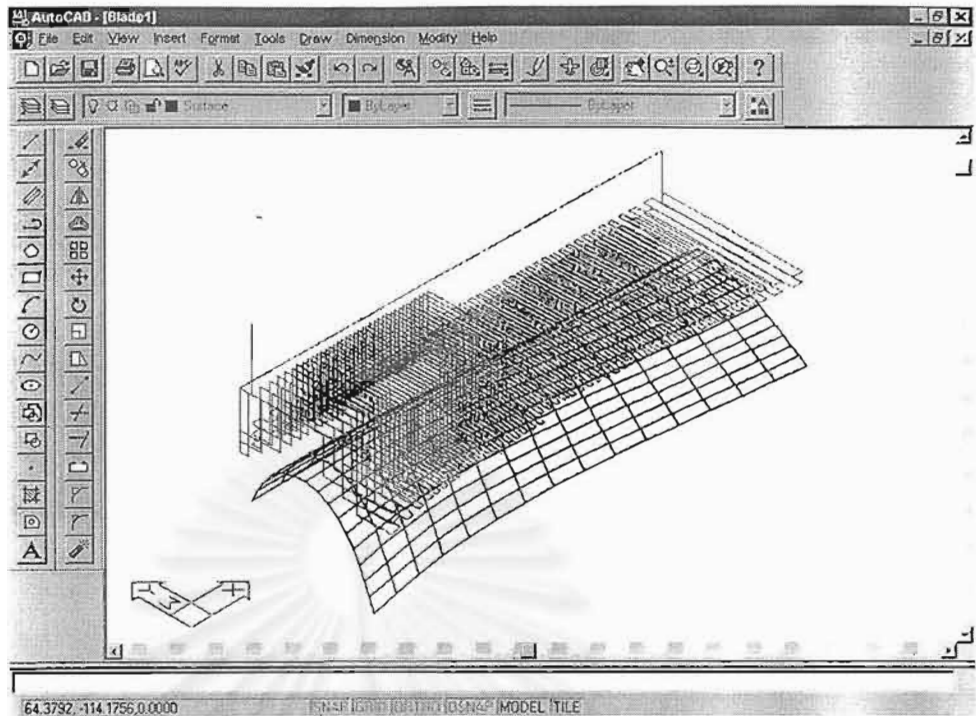 AutoCAD - [Blade1]
File Edit View Insert Format Tools Draw Dimension Modify Help
Surface ByLayer ByLayer
64.3792, -114.1756,0.0000 SNAP GRID ORTHO OSNAP MODEL TILE